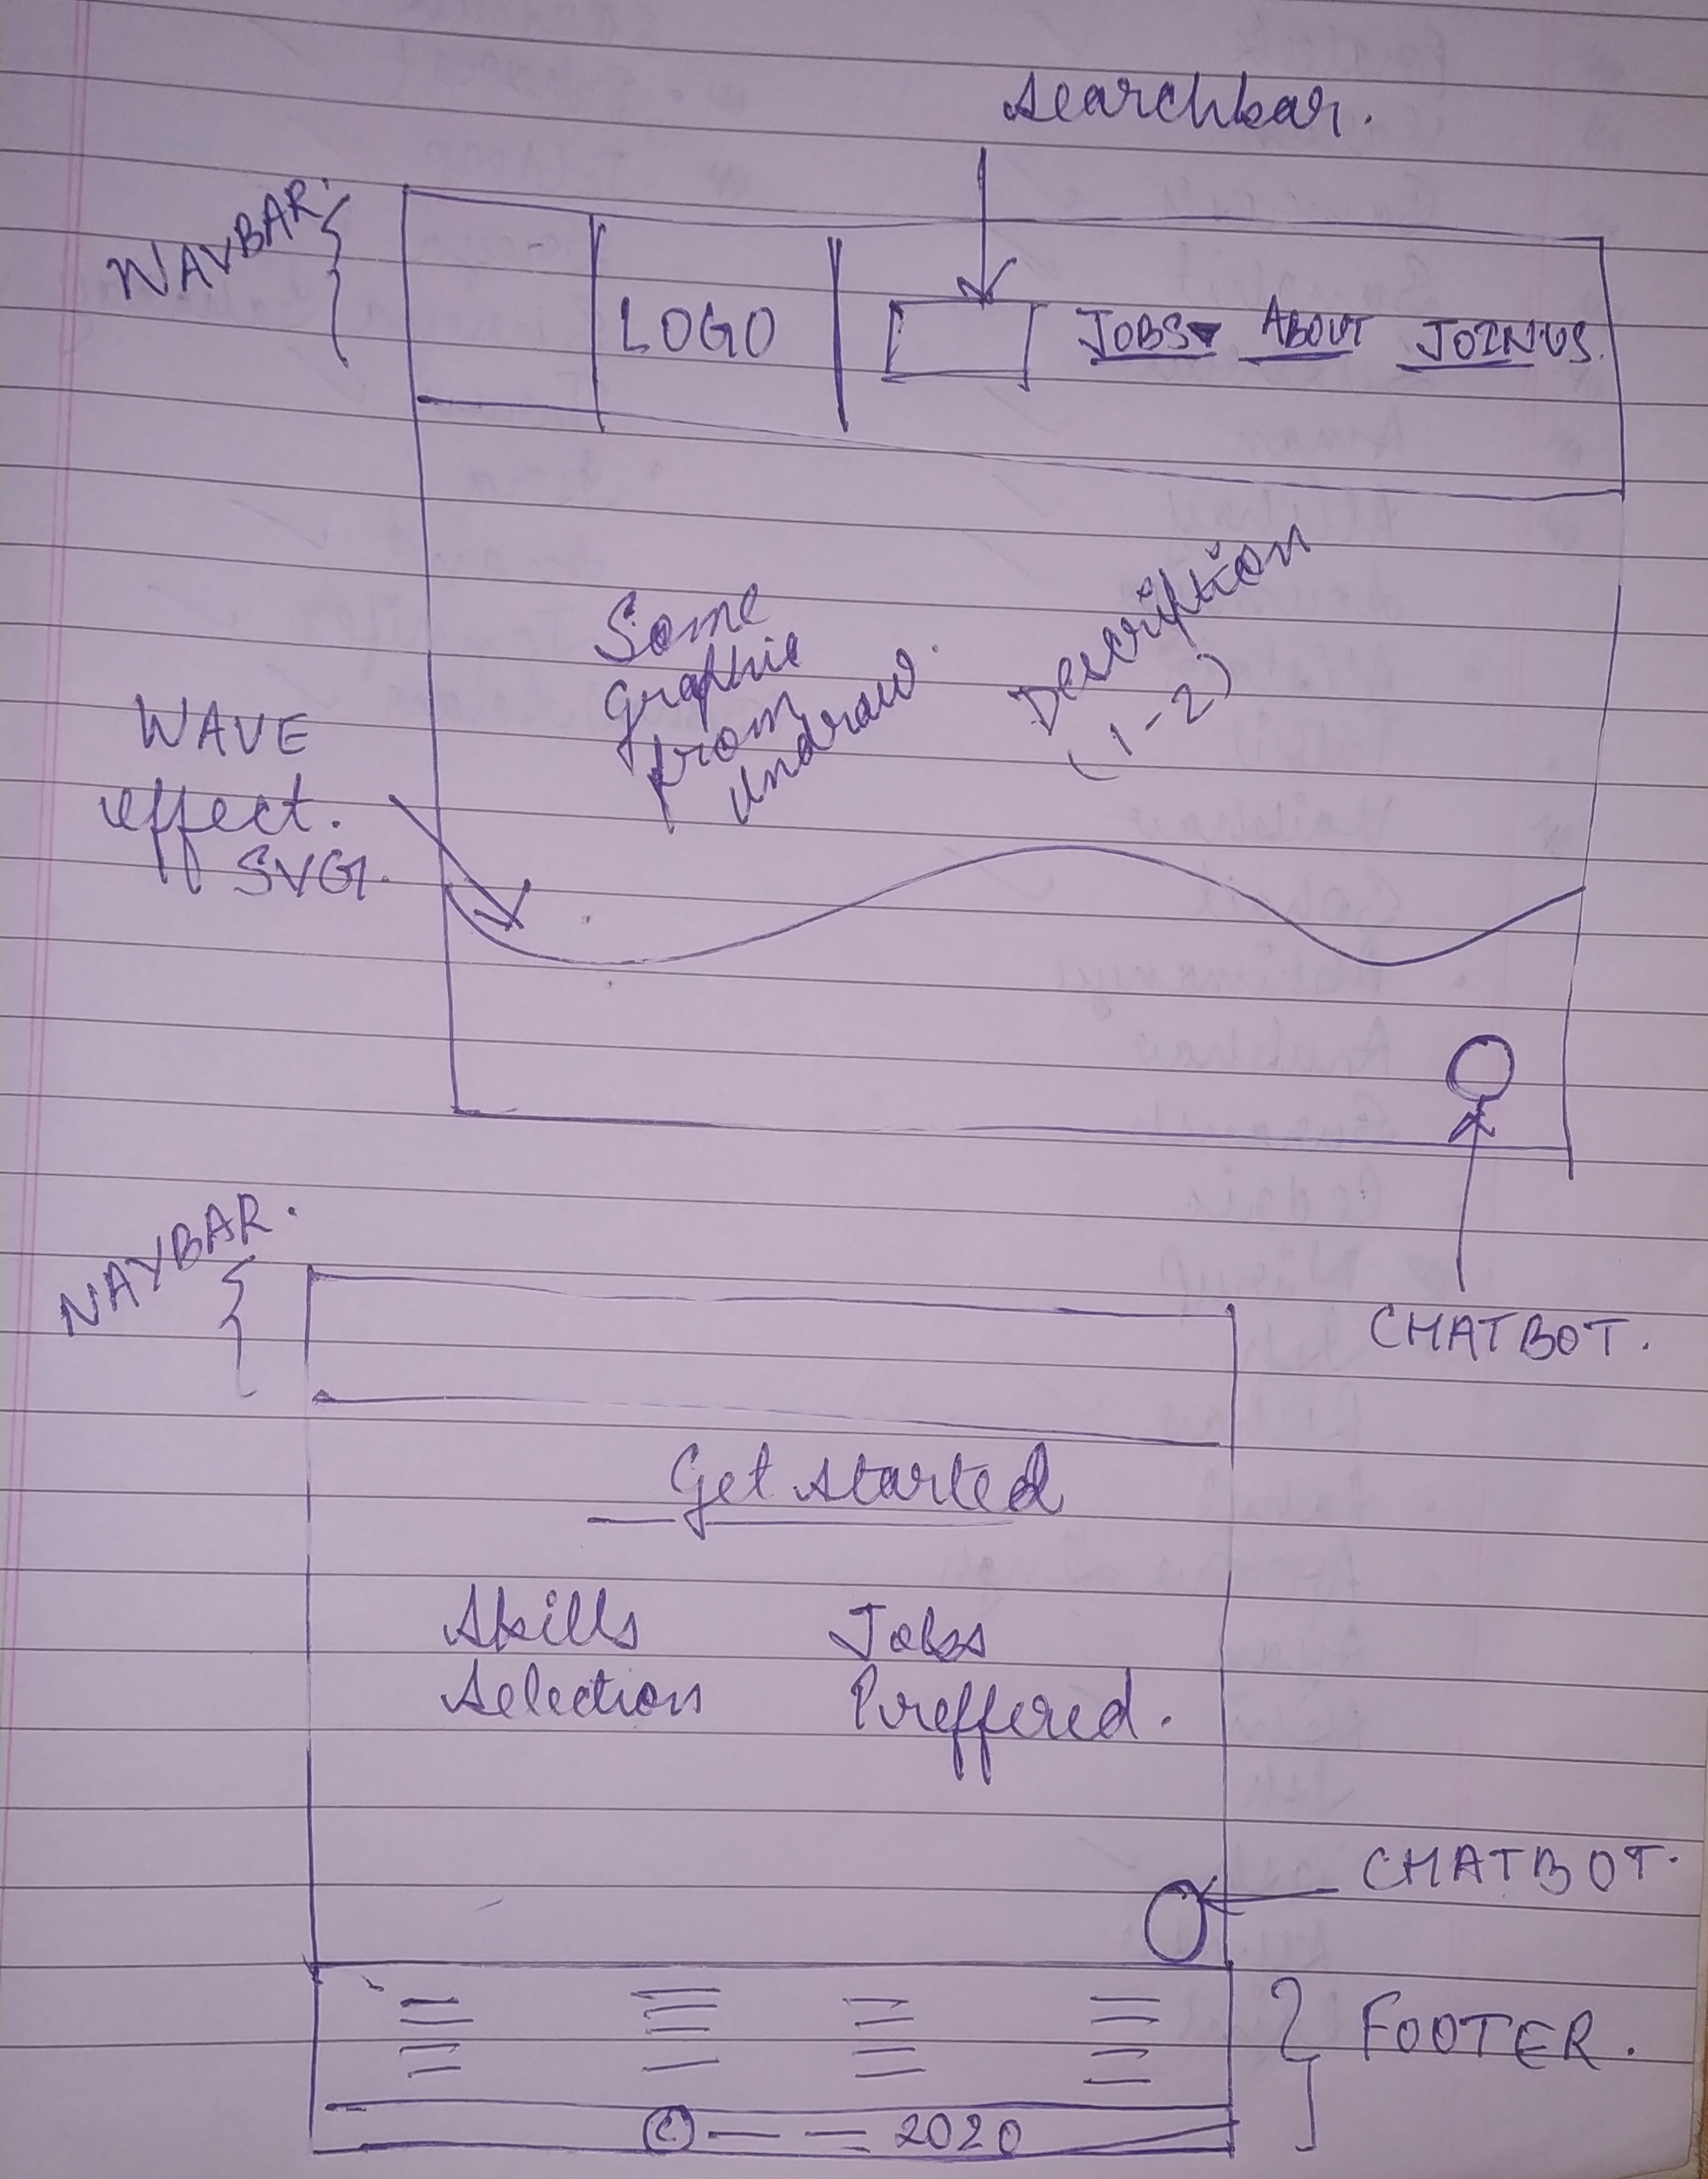 searchbar.
NAVBAR.
LOGO
JOBS ABOUT JOIN US.
Some
graphic
from
undraw.
Description
(1-2)
WAVE
effect.
SVG.
CHATBOT.
NAVBAR.
Get started
Skills
selection
Jobs
Preffered.
CHATBOT.
FOOTER.
© — — 2020